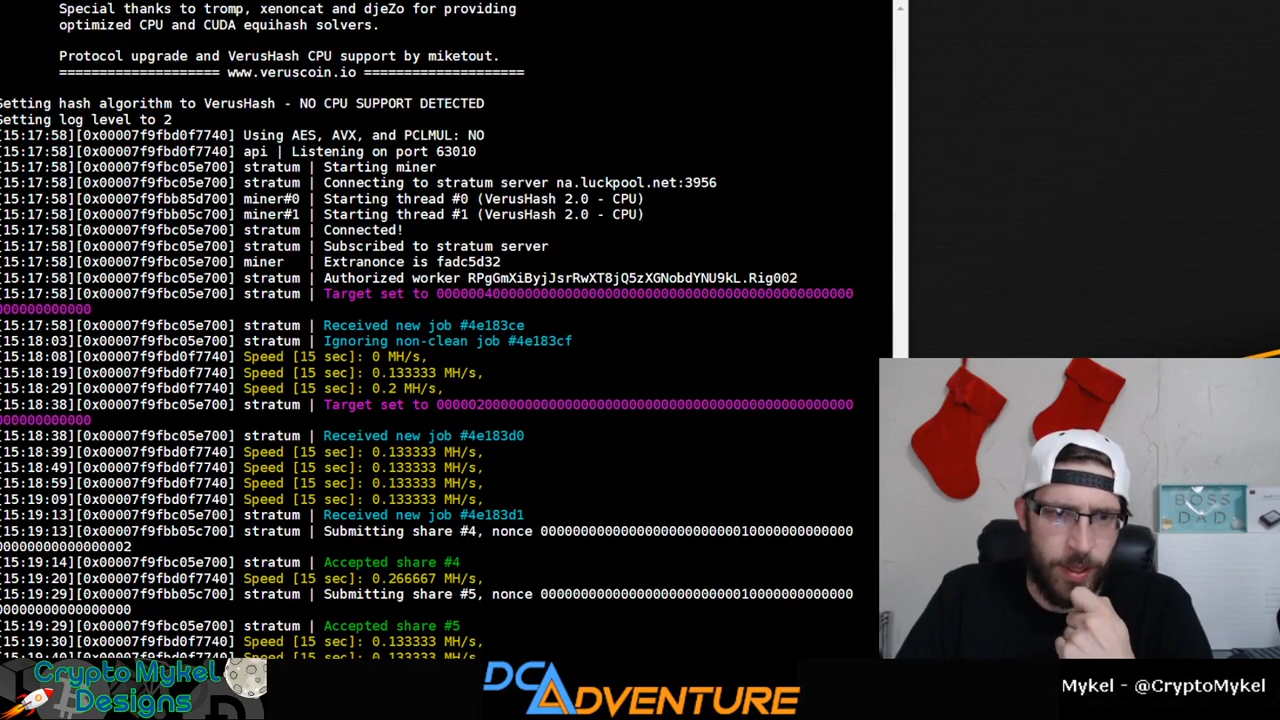 Special thanks to tromp, xenoncat and djeZo for providing
optimized CPU and CUDA equihash solvers.
Protocol upgrade and VerusHash CPU support by miketout.
==================== www.veruscoin.io ====================
Setting hash algorithm to VerusHash - NO CPU SUPPORT DETECTED
Setting log level to 2
[15:17:58][0x00007f9fbd0f7740] Using AES, AVX, and PCLMUL: NO
[15:17:58][0x00007f9fbd0f7740] api | Listening on port 63010
[15:17:58][0x00007f9fbc05e700] stratum | Starting miner
[15:17:58][0x00007f9fbc05e700] stratum | Connecting to stratum server na.luckpool.net:3956
[15:17:58][0x00007f9fbb85d700] miner#0 | Starting thread #0 (VerusHash 2.0 - CPU)
[15:17:58][0x00007f9fbb05c700] miner#1 | Starting thread #1 (VerusHash 2.0 - CPU)
[15:17:58][0x00007f9fbc05e700] stratum | Connected!
[15:17:58][0x00007f9fbc05e700] stratum | Subscribed to stratum server
[15:17:58][0x00007f9fbc05e700] miner | Extranonce is fadc5d32
[15:17:58][0x00007f9fbc05e700] stratum | Authorized worker RPgGmXiByjJsrRwXT8jQ5zXGNobdYNU9kL.Rig002
[15:17:58][0x00007f9fbc05e700] stratum | Target set to 0000004000000000000000000000000000000000000000000000
000000000000
[15:17:58][0x00007f9fbc05e700] stratum | Received new job #4e183ce
[15:18:03][0x00007f9fbc05e700] stratum | Ignoring non-clean job #4e183cf
[15:18:08][0x00007f9fbd0f7740] Speed [15 sec]: 0 MH/s,
[15:18:19][0x00007f9fbd0f7740] Speed [15 sec]: 0.133333 MH/s,
[15:18:29][0x00007f9fbd0f7740] Speed [15 sec]: 0.2 MH/s,
[15:18:38][0x00007f9fbc05e700] stratum | Target set to 0000020000000000000000000000000000000000000000000000
000000000000
[15:18:38][0x00007f9fbc05e700] stratum | Received new job #4e183d0
[15:18:39][0x00007f9fbd0f7740] Speed [15 sec]: 0.133333 MH/s,
[15:18:49][0x00007f9fbd0f7740] Speed [15 sec]: 0.133333 MH/s,
[15:18:59][0x00007f9fbd0f7740] Speed [15 sec]: 0.133333 MH/s,
[15:19:09][0x00007f9fbd0f7740] Speed [15 sec]: 0.133333 MH/s,
[15:19:13][0x00007f9fbc05e700] stratum | Received new job #4e183d1
[15:19:13][0x00007f9fbb05c700] stratum | Submitting share #4, nonce 0000000000000000000000000010000000000000
00000000000000002
[15:19:14][0x00007f9fbc05e700] stratum | Accepted share #4
[15:19:20][0x00007f9fbd0f7740] Speed [15 sec]: 0.266667 MH/s,
[15:19:29][0x00007f9fbb05c700] stratum | Submitting share #5, nonce 0000000000000000000000000010000000000000
00000000000000000
[15:19:29][0x00007f9fbc05e700] stratum | Accepted share #5
[15:19:30][0x00007f9fbd0f7740] Speed [15 sec]: 0.133333 MH/s,
[15:19:40][0x00007f9fbd0f7740] Speed [15 sec]: 0.133333 MH/s,
BOSS
DAD
Crypto Mykel
Designs
DCADVENTURE
Mykel - @CryptoMykel